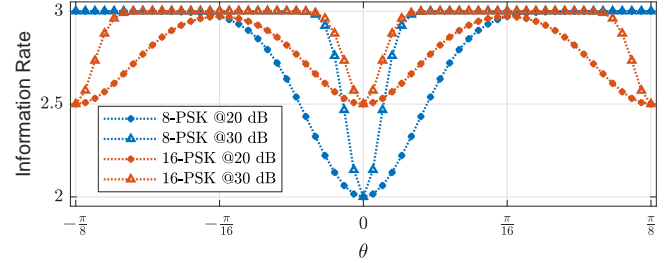 3
2.5
2
Information Rate
8-PSK @20 dB
8-PSK @30 dB
16-PSK @20 dB
16-PSK @30 dB
−π/8
−π/16
0
π/16
π/8
θ